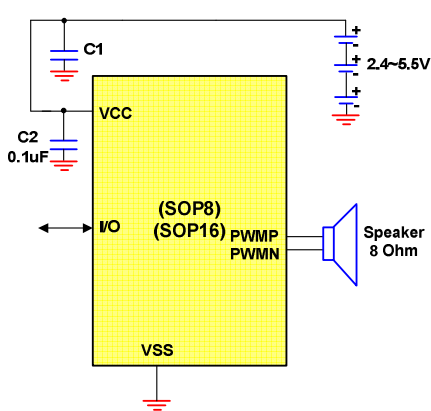 C1
+
-
+
-
+
-
2.4~5.5V
VCC
C2
0.1uF
I/O
(SOP8)
(SOP16)
PWMP
PWMN
Speaker
8 Ohm
VSS